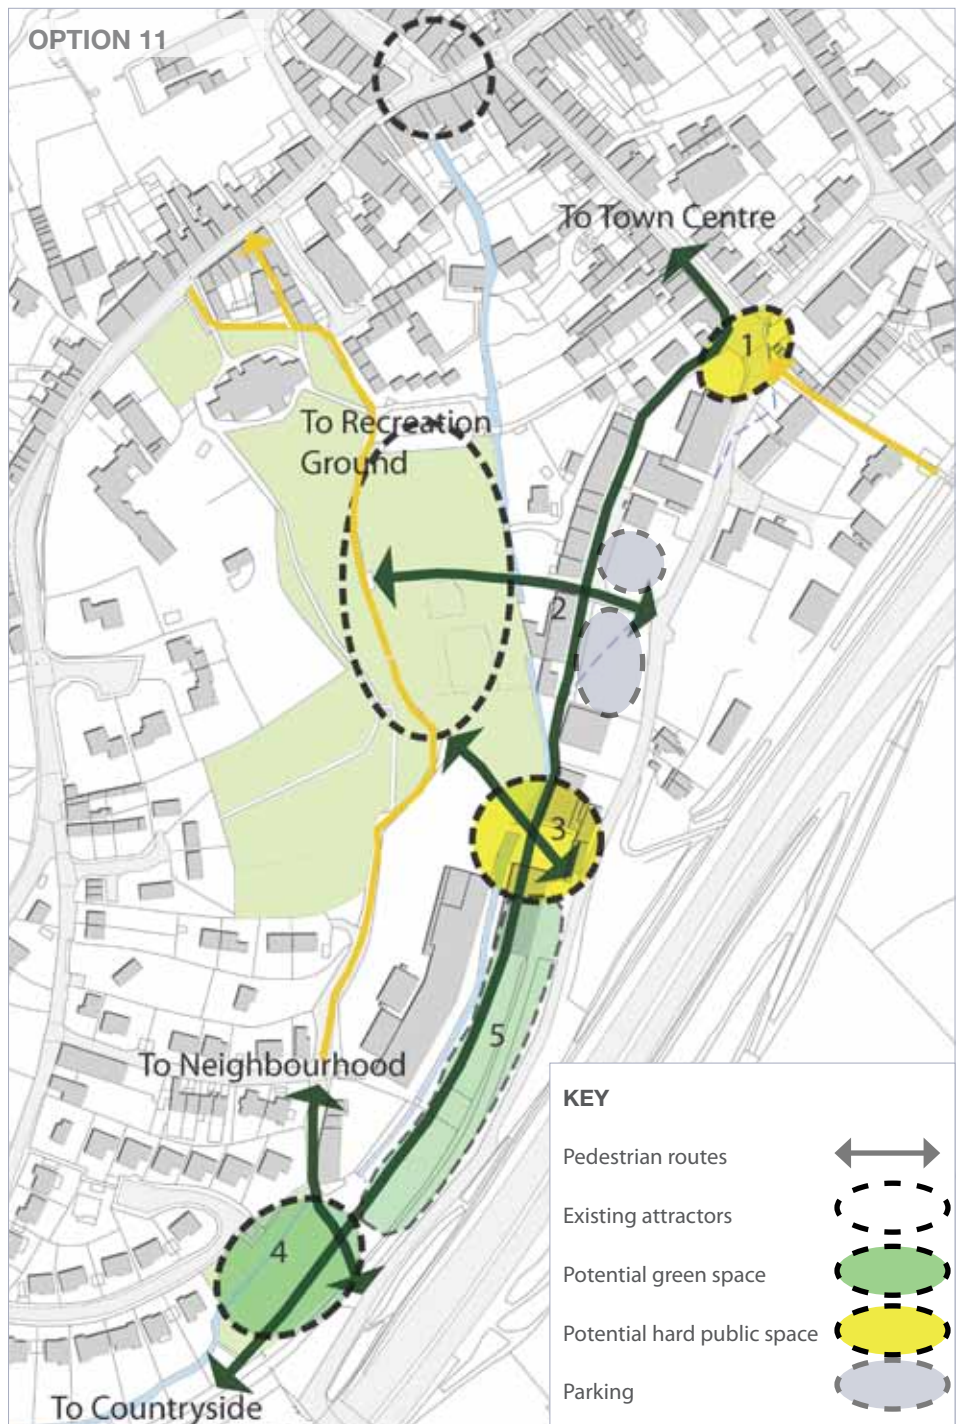 OPTION 11
To Town Centre
1
To Recreation
Ground
2
3
5
To Neighbourhood
4
To Countryside
KEY
Pedestrian routes
Existing attractors
Potential green space
Potential hard public space
Parking